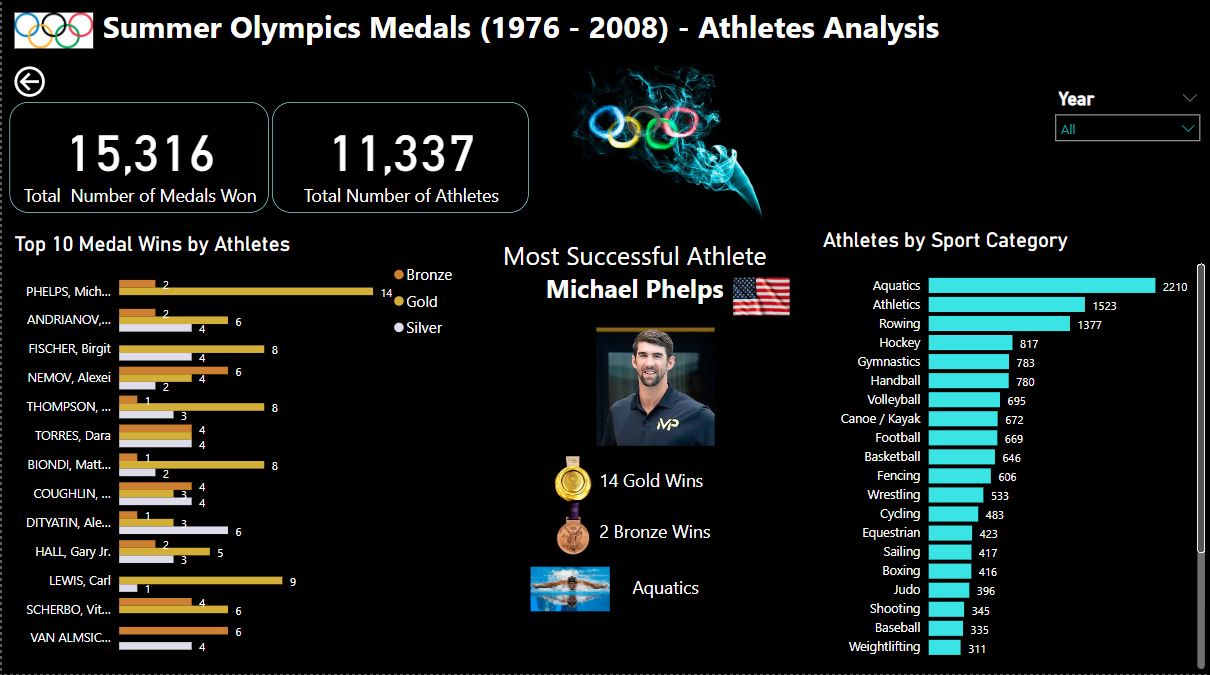 Summer Olympics Medals (1976 - 2008) - Athletes Analysis
Year
All
15,316
Total Number of Medals Won
11,337
Total Number of Athletes
Top 10 Medal Wins by Athletes
Bronze
Gold
Silver
PHELPS, Mich... 2 14
ANDRIANOV,... 2 6 4
FISCHER, Birgit 8 4
NEMOV, Alexei 6 4 2
THOMPSON, ... 1 8 3
TORRES, Dara 4 4
BIONDI, Matt... 1 8 2
COUGHLIN, ... 4 3 4
DITYATIN, Ale... 1 3 6
HALL, Gary Jr. 2 5 3
LEWIS, Carl 9 1
SCHERBO, Vit... 4 6
VAN ALMSIC... 6 4
Most Successful Athlete
Michael Phelps
MP
14 Gold Wins
2 Bronze Wins
Aquatics
Athletes by Sport Category
Aquatics 2210
Athletics 1523
Rowing 1377
Hockey 817
Gymnastics 783
Handball 780
Volleyball 695
Canoe / Kayak 672
Football 669
Basketball 646
Fencing 606
Wrestling 533
Cycling 483
Equestrian 423
Sailing 417
Boxing 416
Judo 396
Shooting 345
Baseball 335
Weightlifting 311